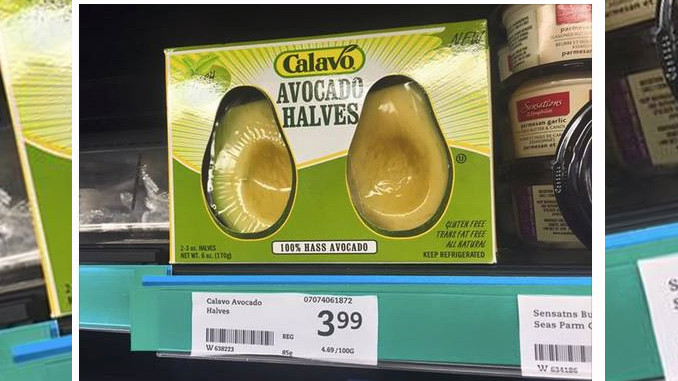 NEW
Calavo
AVOCADO
HALVES
GLUTEN FREE
TRANS FAT FREE
ALL NATURAL
KEEP REFRIGERATED
2-3 oz. HALVES
NET WT. 6 oz. (170g)
100% HASS AVOCADO
parmesan
Sensations
parmesan garlic
Calavo Avocado
Halves
07074061872
3.99
REG
W 638223
85g
4.69/100G
Sensatns Bu
Seas Parm
W 634186